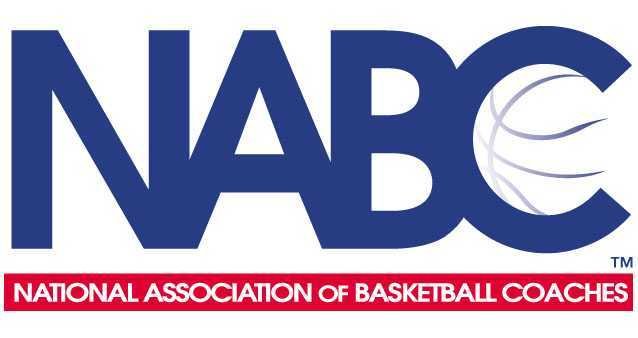 NABC
TM
NATIONAL ASSOCIATION OF BASKETBALL COACHES